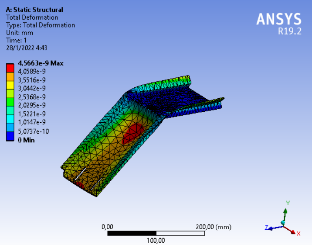 A: Static Structural
Total Deformation
Type: Total Deformation
Unit: mm
Time: 1
28/1/2022 4:43
4,5663e-9 Max
4,0589e-9
3,5516e-9
3,0442e-9
2,5368e-9
2,0295e-9
1,5221e-9
1,0147e-9
5,0737e-10
0 Min
ANSYS
R19.2
0,00
200,00 (mm)
100,00
Y
Z
X